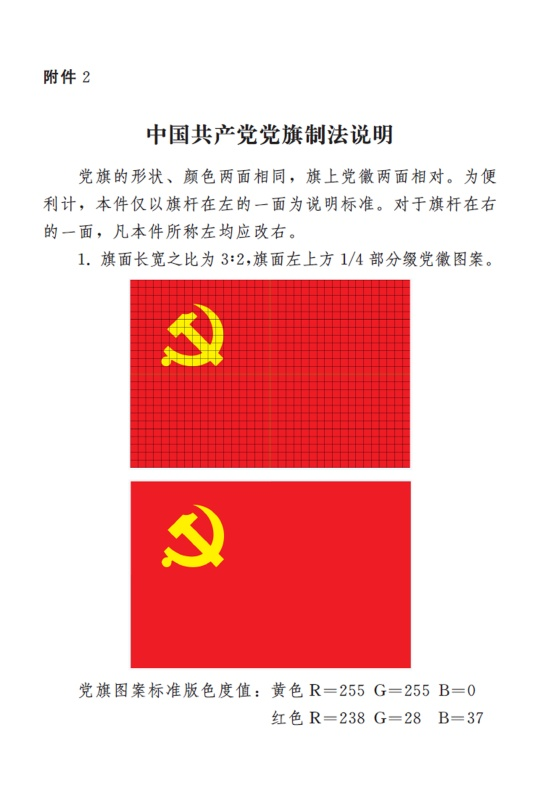 附件 2
中国共产党党旗制法说明
党旗的形状、颜色两面相同，旗上党徽两面相对。为便
利计，本件仅以旗杆在左的一面为说明标准。对于旗杆在右
的一面，凡本件所称左均应改右。
1. 旗面长宽之比为 3∶2，旗面左上方 1/4 部分缀党徽图案。
党旗图案标准版色度值：黄色 R＝255 G＝255 B＝0
红色 R＝238 G＝28 B＝37